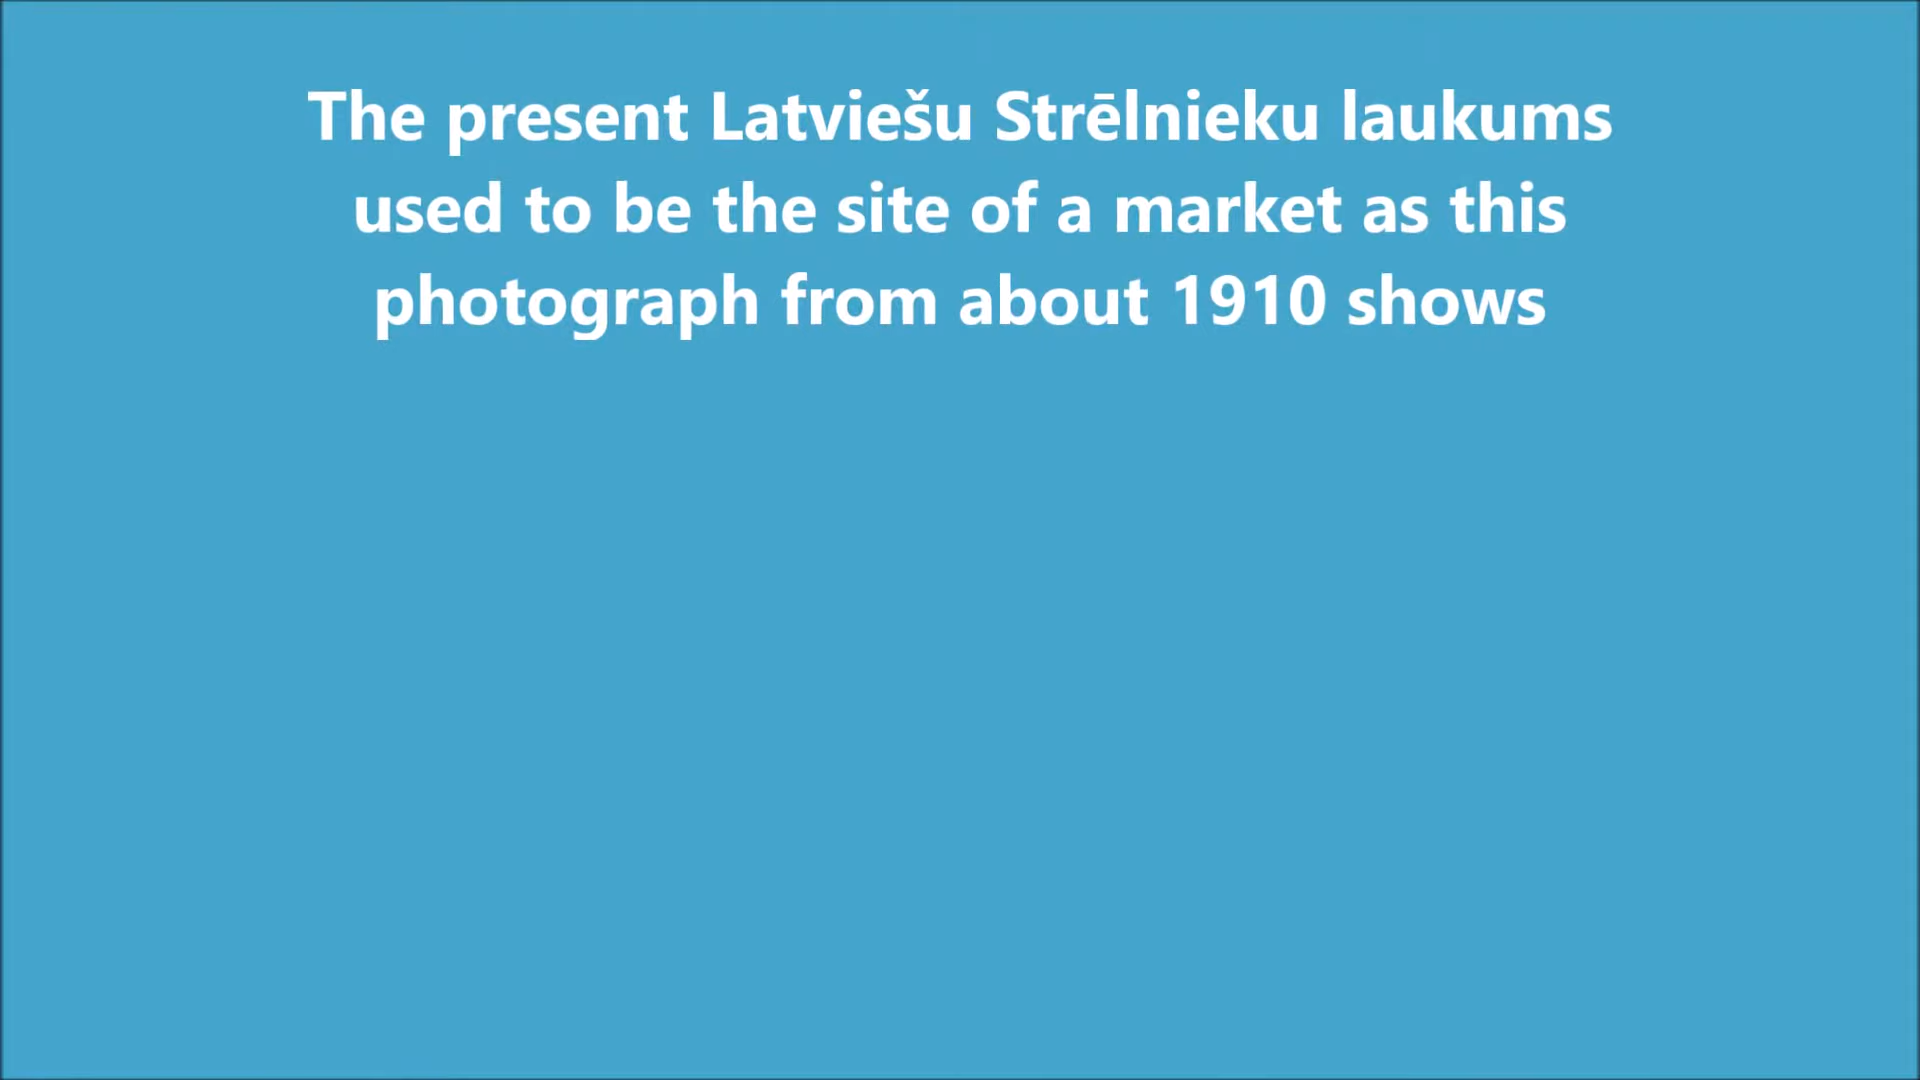 The present Latviešu Strēlnieku laukums
used to be the site of a market as this
photograph from about 1910 shows